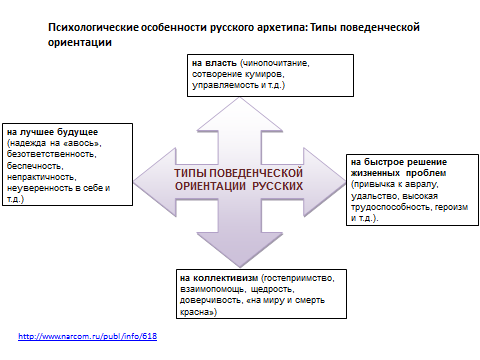 Психологические особенности русского архетипа: Типы поведенческой
ориентации
на власть (чинопочитание,
сотворение кумиров,
управляемость и т.д.)
на лучшее будущее
(надежда на «авось»,
безответственность,
беспечность,
непрактичность,
неуверенность в себе и
т.д.)
ТИПЫ ПОВЕДЕНЧЕСКОЙ
ОРИЕНТАЦИИ РУССКИХ
на быстрое решение
жизненных проблем
(привычка к авралу,
удальство, высокая
трудоспособность, героизм
и т.д.).
на коллективизм (гостеприимство,
взаимопомощь, щедрость,
доверчивость, «на миру и смерть
красна»)
http://www.narcom.ru/publ/info/618